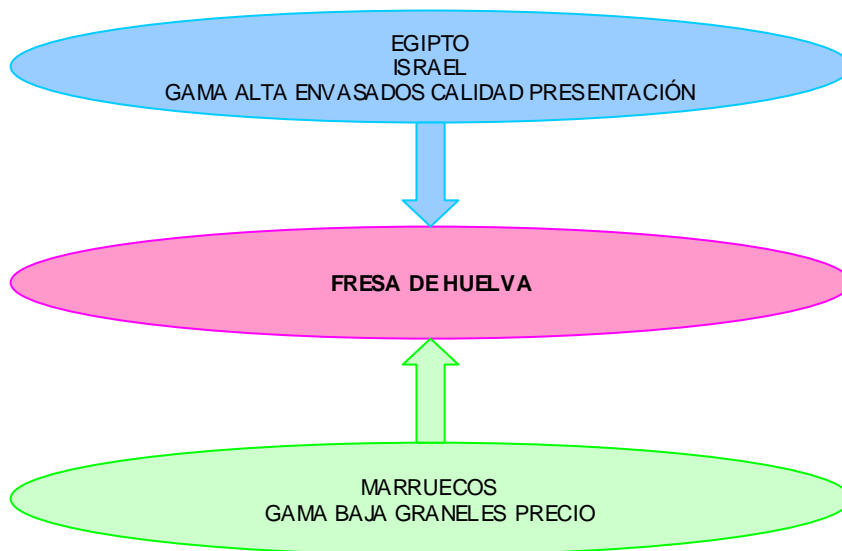 EGIPTO
ISRAEL
GAMA ALTA ENVASADOS CALIDAD PRESENTACIÓN
FRESA DE HUELVA
MARRUECOS
GAMA BAJA GRANELES PRECIO